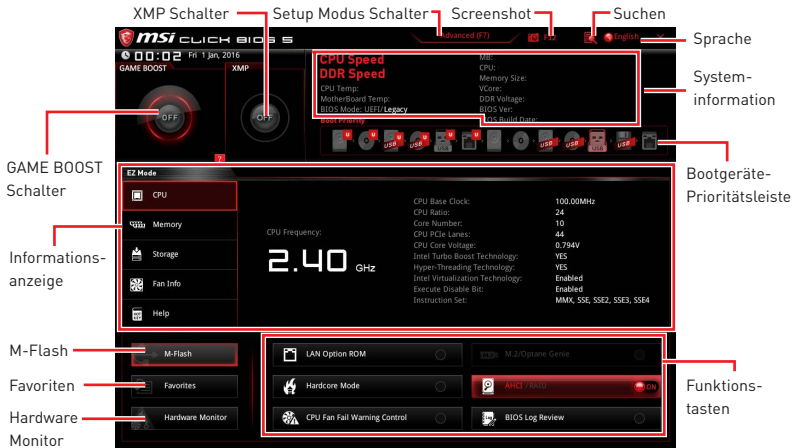 XMP Schalter
Setup Modus Schalter
Screenshot
Suchen
msi CLICK BIOS 5
Advanced (F7)
F12
English
Sprache
00:02 Fri 1 Jan, 2016
GAME BOOST
XMP
OFF
OFF
CPU Speed
DDR Speed
CPU Temp:
MotherBoard Temp:
BIOS Mode: UEFI/Legacy
Boot Priority
MB:
CPU:
Memory Size:
VCore:
DDR Voltage:
BIOS Ver:
BIOS Build Date:
System-
information
U
U
USB U
USB U
USB U
U
USB
USB
USB
USB
Bootgeräte-
Prioritätsleiste
GAME BOOST
Schalter
?
EZ Mode
CPU
Memory
Storage
Fan Info
Help
Informations-
anzeige
CPU Frequency:
2.40 GHz
CPU Base Clock: 100.00MHz
CPU Ratio: 24
Core Number: 10
CPU PCIe Lanes: 44
CPU Core Voltage: 0.794V
Intel Turbo Boost Technology: YES
Hyper-Threading Technology: YES
Intel Virtualization Technology: Enabled
Execute Disable Bit: Enabled
Instruction Set: MMX, SSE, SSE2, SSE3, SSE4
M-Flash
Favoriten
Hardware
Monitor
M-Flash
Favorites
Hardware Monitor
LAN Option ROM
M.2/Optane Genie
Hardcore Mode
AHCI /RAID
ON
CPU Fan Fail Warning Control
BIOS Log Review
Funktions-
tasten